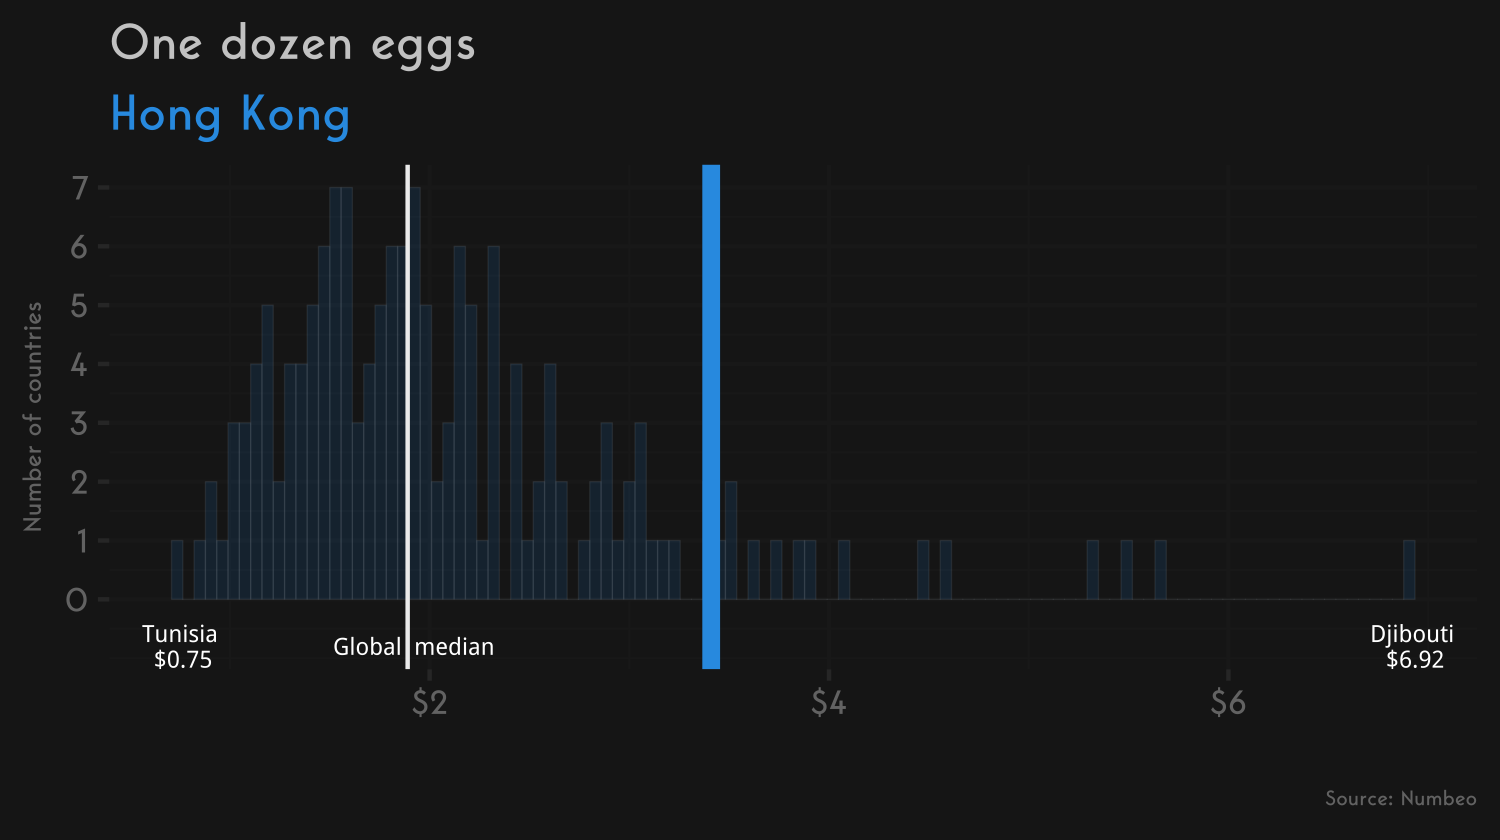 One dozen eggs
Hong Kong
Number of countries
7
6
5
4
3
2
1
0
Tunisia
$0.75
Global median
Djibouti
$6.92
$2
$4
$6
Source: Numbeo